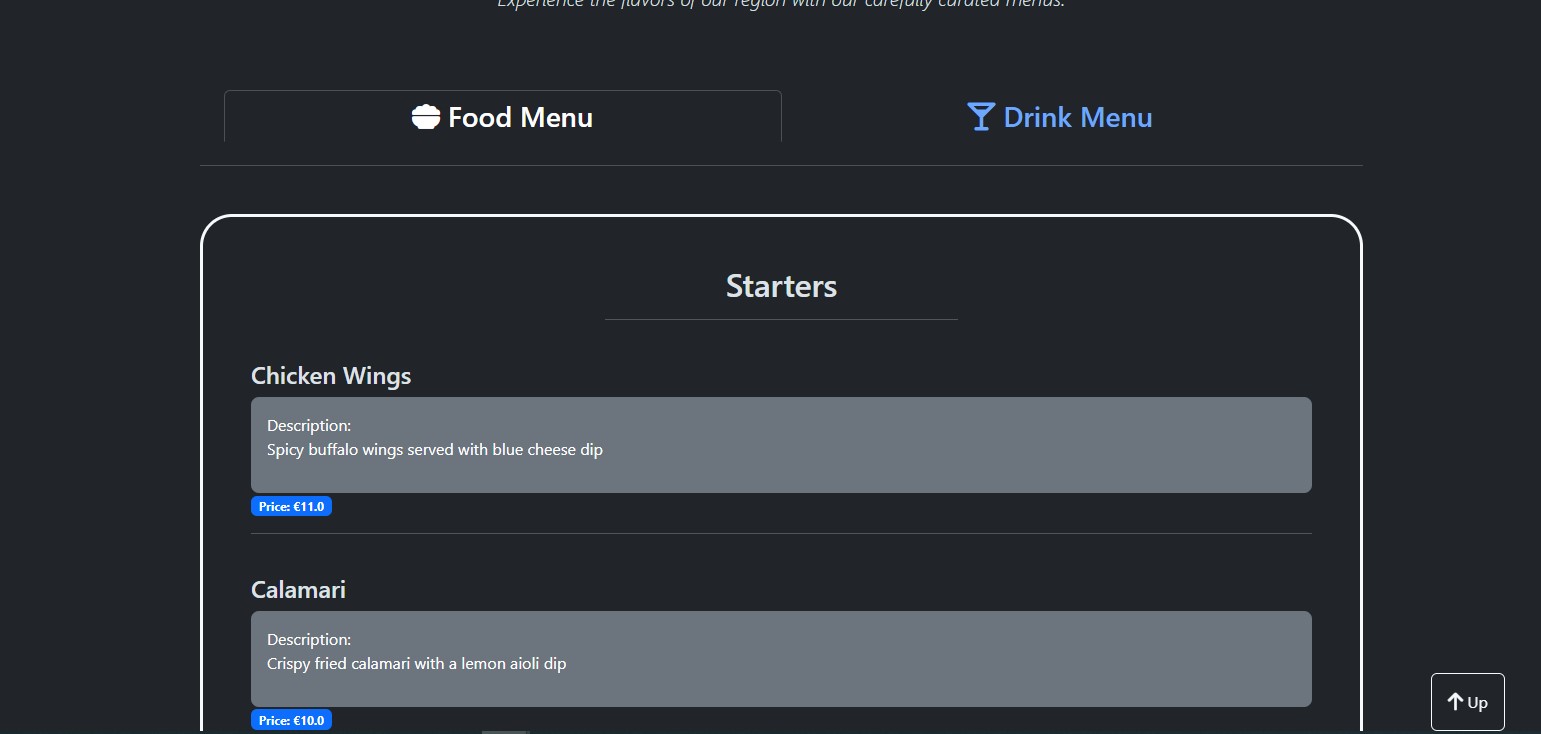 Experience the flavors of our region with our carefully curated menus.
Food Menu
Drink Menu
Starters
Chicken Wings
Description:
Spicy buffalo wings served with blue cheese dip
Price: €11.0
Calamari
Description:
Crispy fried calamari with a lemon aioli dip
Price: €10.0
Up